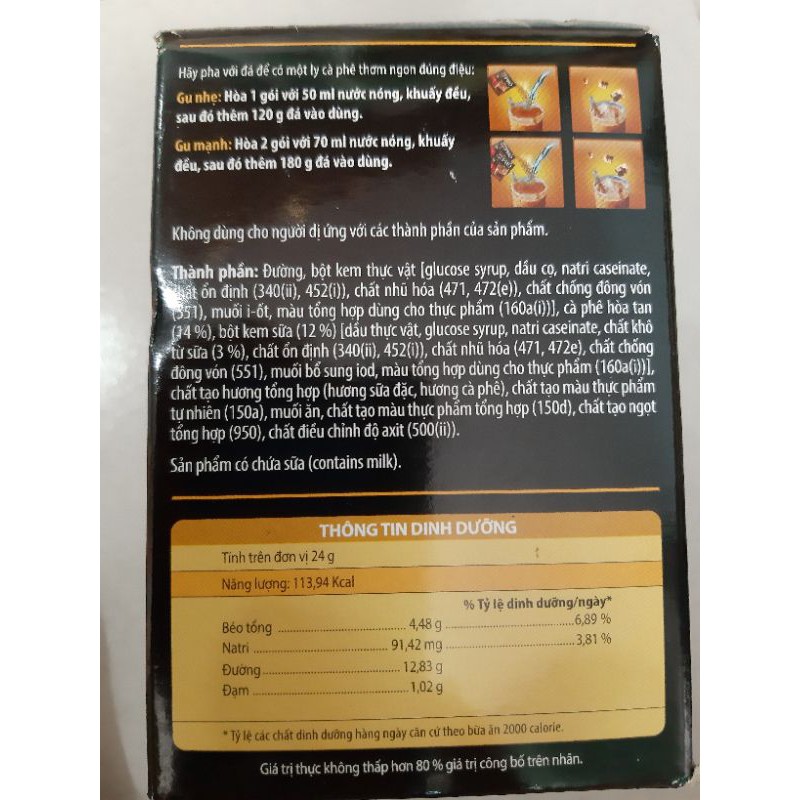 Hãy pha với đá để có một ly cà phê thơm ngon đúng điệu:
Gu nhẹ: Hòa 1 gói với 50 ml nước nóng, khuấy đều,
sau đó thêm 120 g đá vào dùng.
Gu mạnh: Hòa 2 gói với 70 ml nước nóng, khuấy
đều, sau đó thêm 180 g đá vào dùng.
Không dùng cho người dị ứng với các thành phần của sản phẩm.
Thành phần: Đường, bột kem thực vật [glucose syrup, dầu cọ, natri caseinate,
chất ổn định (340(ii), 452(i)), chất nhũ hóa (471, 472(e)), chất chống đông vón
(551), muối i-ốt, màu tổng hợp dùng cho thực phẩm (160a(i))], cà phê hòa tan
(14 %), bột kem sữa (12 %) [dầu thực vật, glucose syrup, natri caseinate, chất khô
từ sữa (3 %), chất ổn định (340(ii), 452(i)), chất nhũ hóa (471, 472e), chất chống
đông vón (551), muối bổ sung iod, màu tổng hợp dùng cho thực phẩm (160a(i))],
chất tạo hương tổng hợp (hương sữa đặc, hương cà phê), chất tạo màu thực phẩm
tự nhiên (150a), muối ăn, chất tạo màu thực phẩm tổng hợp (150d), chất tạo ngọt
tổng hợp (950), chất điều chỉnh độ axit (500(ii)).
Sản phẩm có chứa sữa (contains milk).
THÔNG TIN DINH DƯỠNG
Tính trên đơn vị 24 g
Năng lượng: 113,94 Kcal
% Tỷ lệ dinh dưỡng/ngày*
Béo tổng 4,48 g 6,89 %
Natri 91,42 mg 3,81 %
Đường 12,83 g
Đạm 1,02 g
* Tỷ lệ các chất dinh dưỡng hàng ngày căn cứ theo bữa ăn 2000 calorie.
Giá trị thực không thấp hơn 80 % giá trị công bố trên nhãn.